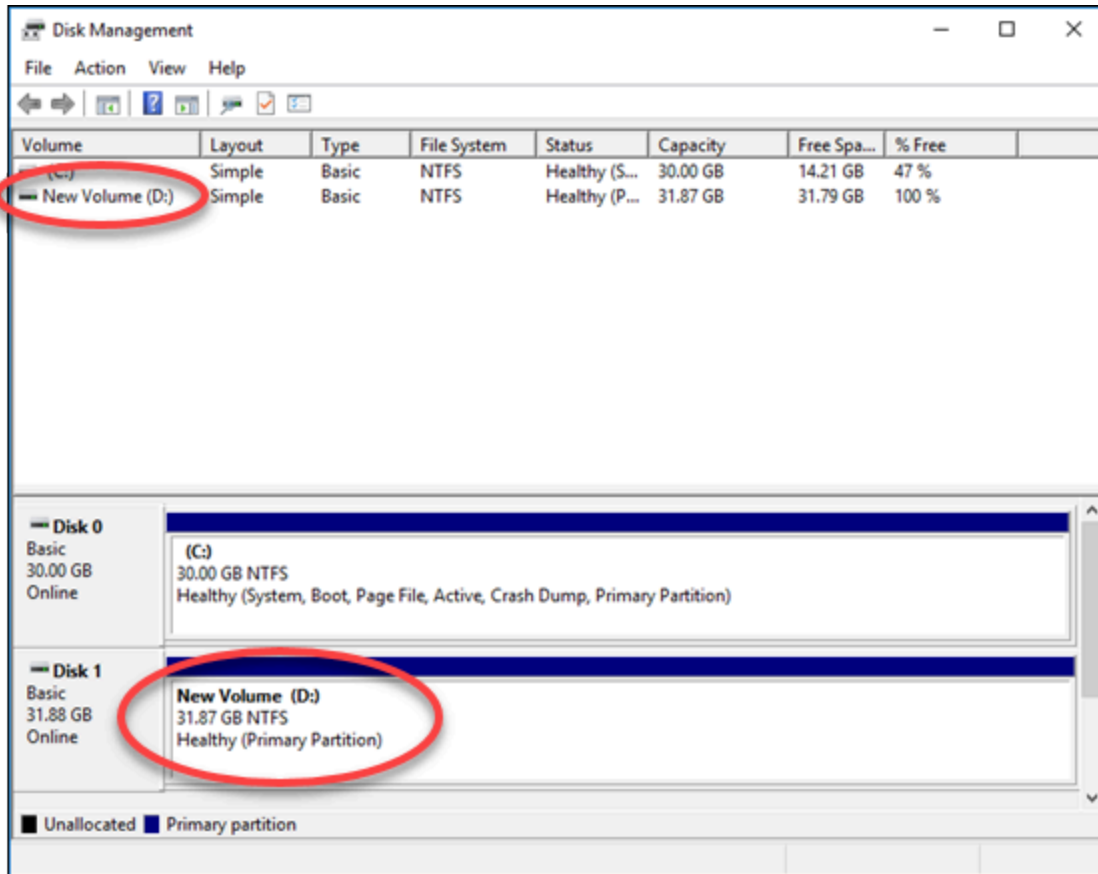 Disk Management
File Action View Help
Volume Layout Type File System Status Capacity Free Spa... % Free
(C:) Simple Basic NTFS Healthy (S... 30.00 GB 14.21 GB 47 %
New Volume (D:) Simple Basic NTFS Healthy (P... 31.87 GB 31.79 GB 100 %
Disk 0
Basic
30.00 GB
Online
(C:)
30.00 GB NTFS
Healthy (System, Boot, Page File, Active, Crash Dump, Primary Partition)
Disk 1
Basic
31.88 GB
Online
New Volume (D:)
31.87 GB NTFS
Healthy (Primary Partition)
Unallocated Primary partition